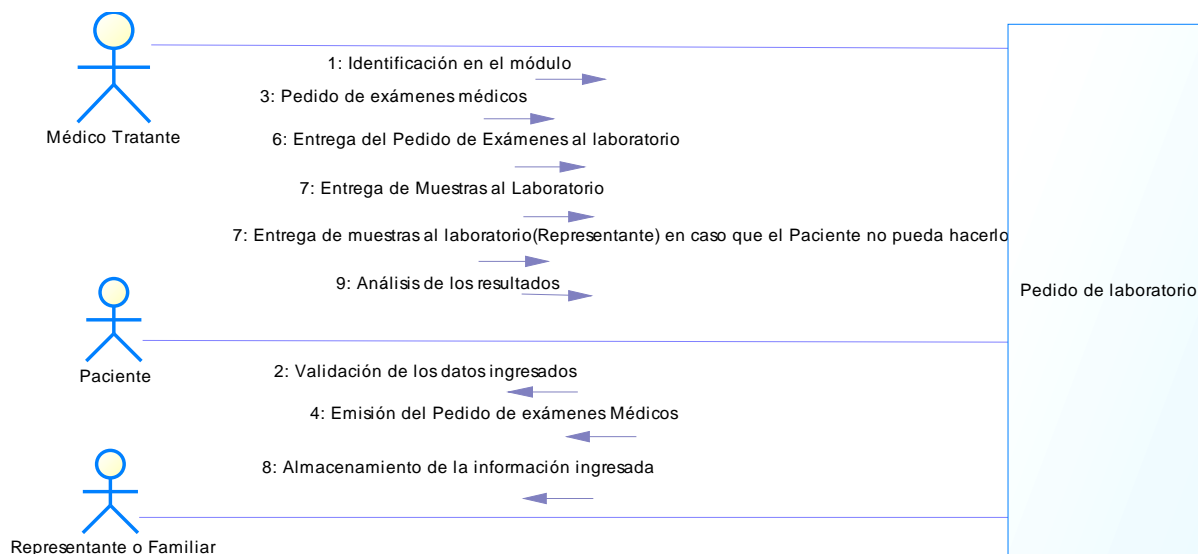 1: Identificación en el módulo
3: Pedido de exámenes médicos
Médico Tratante
6: Entrega del Pedido de Exámenes al laboratorio
7: Entrega de Muestras al Laboratorio
7: Entrega de muestras al laboratorio(Representante) en caso que el Paciente no pueda hacerlo
9: Análisis de los resultados
Pedido de laboratorio
Paciente
2: Validación de los datos ingresados
4: Emisión del Pedido de exámenes Médicos
8: Almacenamiento de la información ingresada
Representante o Familiar